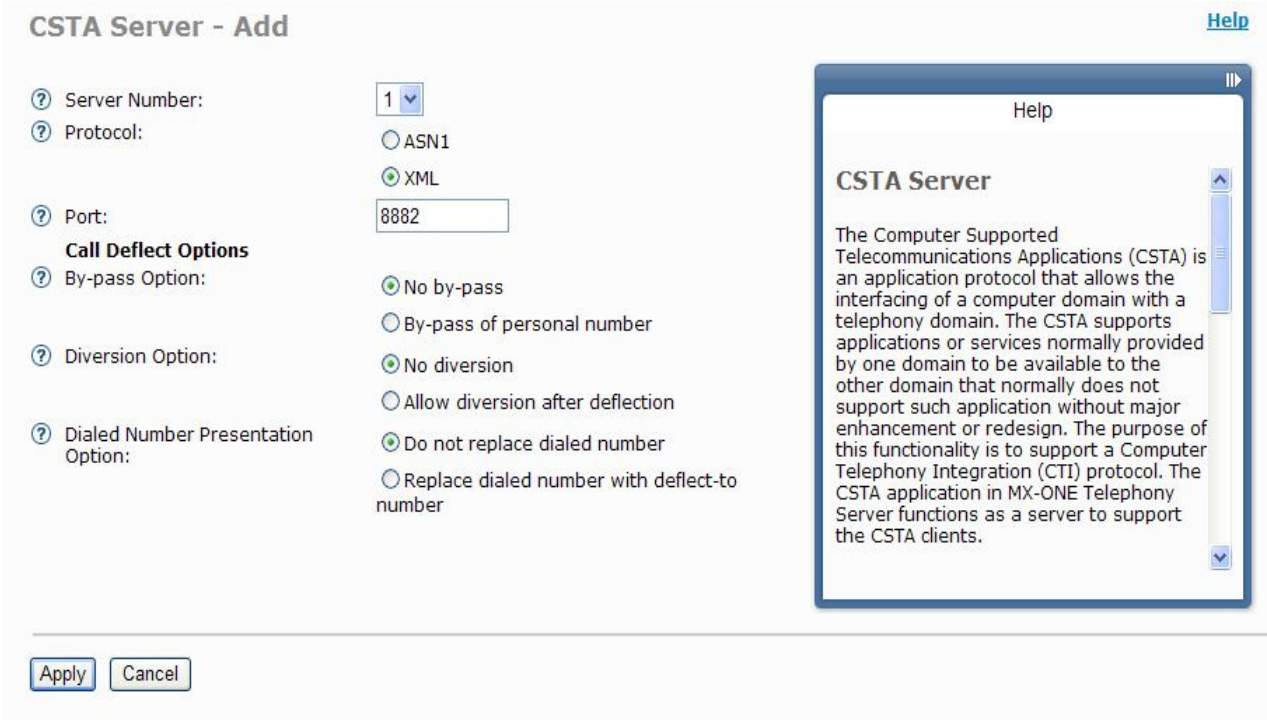 CSTA Server - Add
Help
? Server Number:
1
? Protocol:
ASN1
XML
? Port:
8882
Call Deflect Options
? By-pass Option:
No by-pass
By-pass of personal number
? Diversion Option:
No diversion
Allow diversion after deflection
? Dialed Number Presentation
Option:
Do not replace dialed number
Replace dialed number with deflect-to
number
Help
CSTA Server
The Computer Supported
Telecommunications Applications (CSTA) is
an application protocol that allows the
interfacing of a computer domain with a
telephony domain. The CSTA supports
applications or services normally provided
by one domain to be available to the
other domain that normally does not
support such application without major
enhancement or redesign. The purpose of
this functionality is to support a Computer
Telephony Integration (CTI) protocol. The
CSTA application in MX-ONE Telephony
Server functions as a server to support
the CSTA clients.
Apply
Cancel